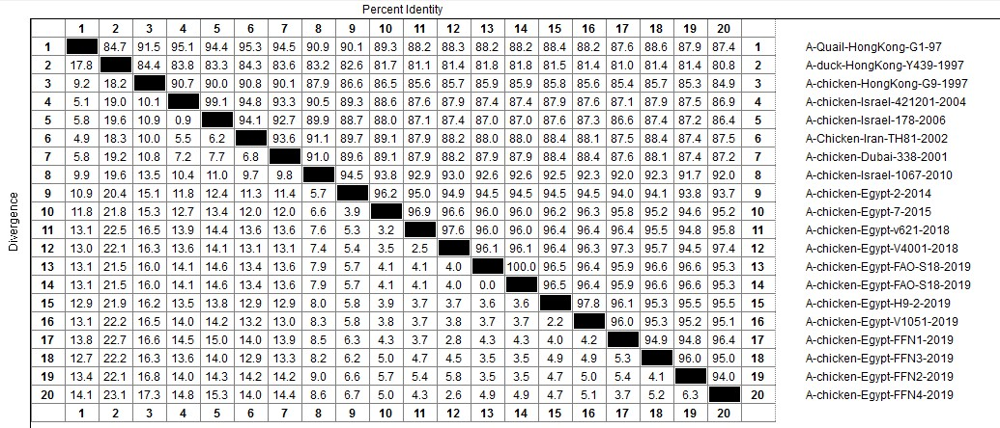 Percent Identity
1 2 3 4 5 6 7 8 9 10 11 12 13 14 15 16 17 18 19 20
1 84.7 91.5 95.1 94.4 95.3 94.5 90.9 90.1 89.3 88.2 88.3 88.2 88.2 88.4 88.2 87.6 88.6 87.9 87.4 1 A-Quail-HongKong-G1-97
2 17.8 84.4 83.8 83.3 84.3 83.6 83.2 82.6 81.7 81.1 81.4 81.8 81.8 81.5 81.4 81.0 81.4 81.4 80.8 2 A-duck-HongKong-Y439-1997
3 9.2 18.2 90.7 90.0 90.8 90.1 87.9 86.6 86.5 85.6 85.7 85.9 85.9 85.8 85.6 85.4 85.7 85.3 84.9 3 A-chicken-HongKong-G9-1997
4 5.1 19.0 10.1 99.1 94.8 93.3 90.5 89.3 88.6 87.6 87.9 87.4 87.4 87.9 87.6 87.1 87.9 87.5 86.9 4 A-chicken-Israel-421201-2004
5 5.8 19.6 10.9 0.9 94.1 92.7 89.9 88.7 88.0 87.1 87.4 87.0 87.0 87.6 87.3 86.6 87.4 87.2 86.4 5 A-chicken-Israel-178-2006
6 4.9 18.3 10.0 5.5 6.2 93.6 91.1 89.7 89.1 87.9 88.2 88.0 88.0 88.4 88.1 87.5 88.4 87.4 87.5 6 A-Chicken-Iran-TH81-2002
7 5.8 19.2 10.8 7.2 7.7 6.8 91.0 89.6 89.1 87.9 88.2 87.9 87.9 88.4 88.4 87.6 88.1 87.4 87.2 7 A-chicken-Dubai-338-2001
8 9.9 19.6 13.5 10.4 11.0 9.7 9.8 94.5 93.8 92.9 93.0 92.6 92.6 92.5 92.3 92.0 92.3 91.7 92.0 8 A-chicken-Israel-1067-2010
9 10.9 20.4 15.1 11.8 12.4 11.3 11.4 5.7 96.2 95.0 94.9 94.5 94.5 94.5 94.5 94.0 94.1 93.8 93.7 9 A-chicken-Egypt-2-2014
10 11.8 21.8 15.3 12.7 13.4 12.0 12.0 6.6 3.9 96.9 96.6 96.0 96.0 96.2 96.3 95.8 95.2 94.6 95.2 10 A-chicken-Egypt-7-2015
11 13.1 22.5 16.5 13.9 14.4 13.6 13.6 7.6 5.3 3.2 97.6 96.0 96.0 96.4 96.4 96.4 95.5 94.8 95.8 11 A-chicken-Egypt-v621-2018
12 13.0 22.1 16.3 13.6 14.1 13.1 13.1 7.4 5.4 3.5 2.5 96.1 96.1 96.4 96.3 97.3 95.7 94.5 97.4 12 A-chicken-Egypt-V4001-2018
13 13.1 21.5 16.0 14.1 14.6 13.4 13.6 7.9 5.7 4.1 4.1 4.0 100.0 96.5 96.4 95.9 96.6 96.6 95.3 13 A-chicken-Egypt-FAO-S18-2019
14 13.1 21.5 16.0 14.1 14.6 13.4 13.6 7.9 5.7 4.1 4.1 4.0 0.0 96.5 96.4 95.9 96.6 96.6 95.3 14 A-chicken-Egypt-FAO-S18-2019
15 12.9 21.9 16.2 13.5 13.8 12.9 12.9 8.0 5.8 3.9 3.7 3.7 3.6 3.6 97.8 96.1 95.3 95.5 95.5 15 A-chicken-Egypt-H9-2-2019
16 13.1 22.2 16.5 14.0 14.2 13.2 13.0 8.3 5.8 3.8 3.7 3.8 3.7 3.7 2.2 96.0 95.3 95.2 95.1 16 A-chicken-Egypt-V1051-2019
17 13.8 22.7 16.6 14.5 15.0 14.0 13.9 8.5 6.3 4.3 3.7 2.8 4.3 4.3 4.0 4.2 94.9 94.8 96.4 17 A-chicken-Egypt-FFN1-2019
18 12.7 22.2 16.3 13.6 14.0 12.9 13.3 8.2 6.2 5.0 4.7 4.5 3.5 3.5 4.9 4.9 5.3 96.0 95.0 18 A-chicken-Egypt-FFN3-2019
19 13.4 22.1 16.8 14.0 14.3 14.2 14.2 9.0 6.6 5.7 5.4 5.8 3.5 3.5 4.7 5.0 5.4 4.1 94.0 19 A-chicken-Egypt-FFN2-2019
20 14.1 23.1 17.3 14.8 15.3 14.0 14.4 8.6 6.7 5.0 4.3 2.6 4.9 4.9 4.7 5.1 3.7 5.2 6.3 20 A-chicken-Egypt-FFN4-2019
1 2 3 4 5 6 7 8 9 10 11 12 13 14 15 16 17 18 19 20
Divergence